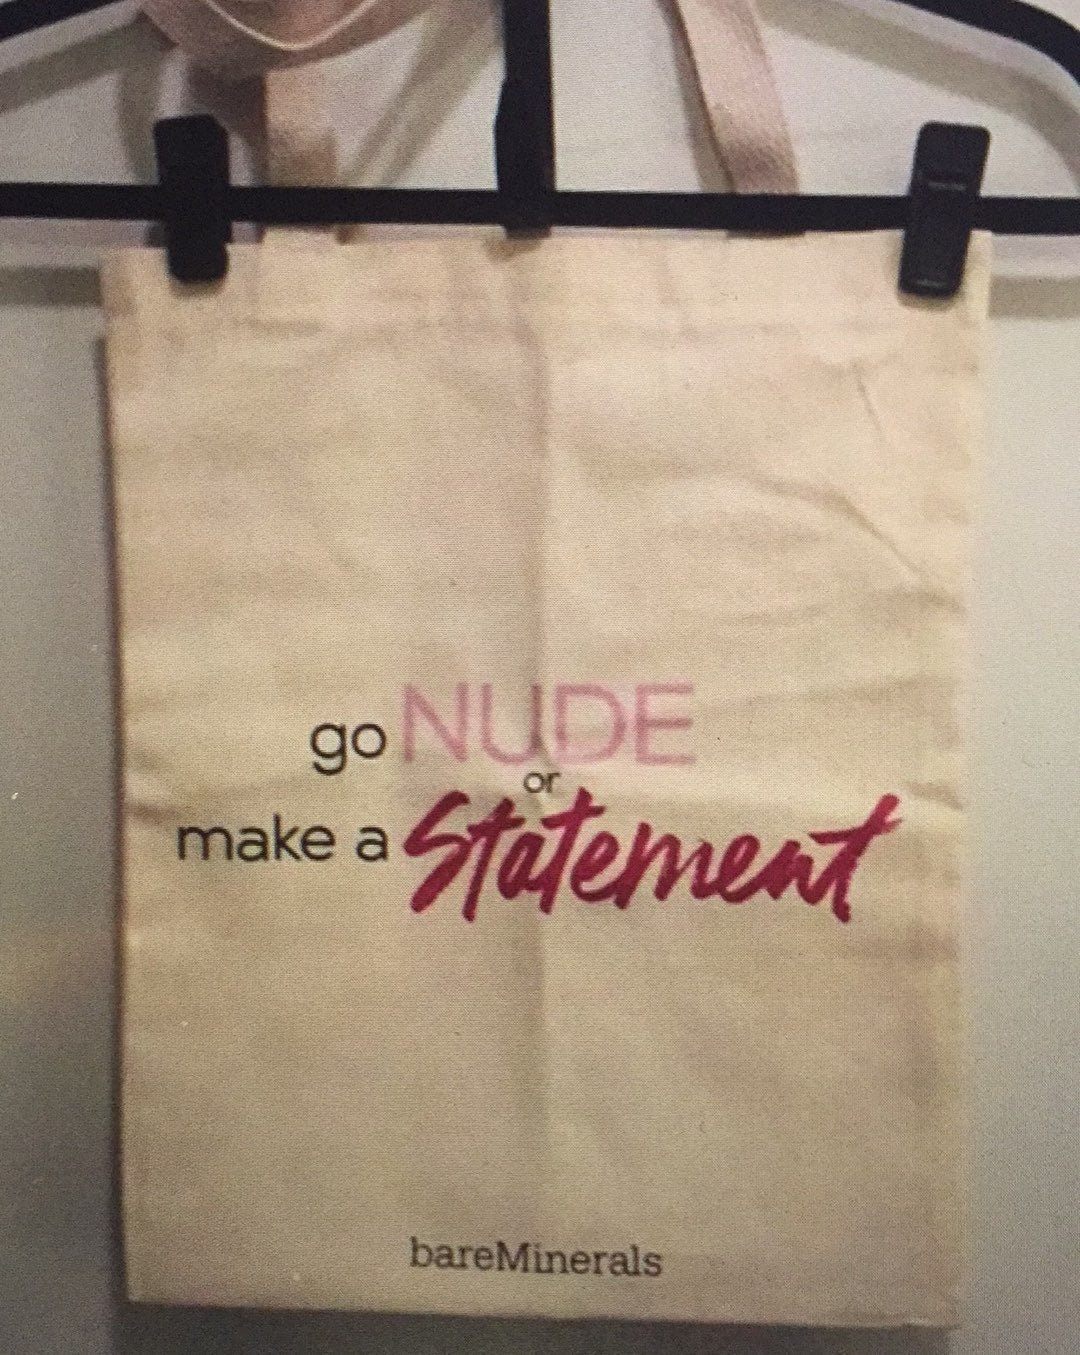 go NUDE
or
make a Statement
bareMinerals